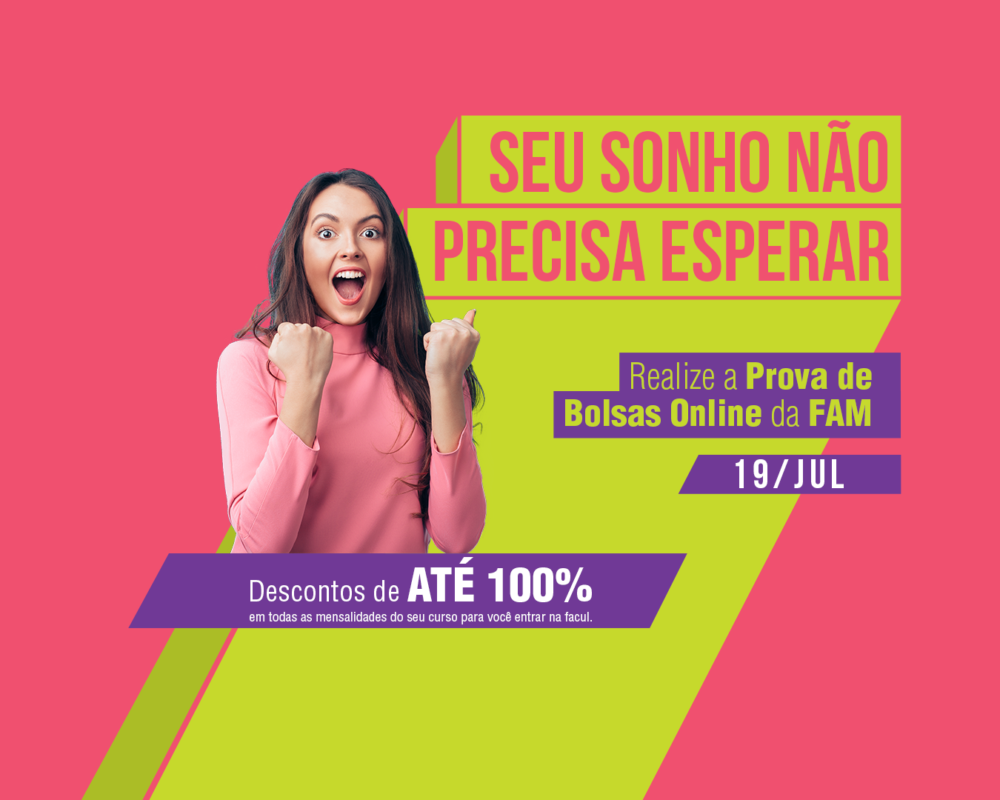 SEU SONHO NÃO
PRECISA ESPERAR
Realize a Prova de
Bolsas Online da FAM
19/JUL
Descontos de ATÉ 100%
em todas as mensalidades do seu curso para você entrar na facul.